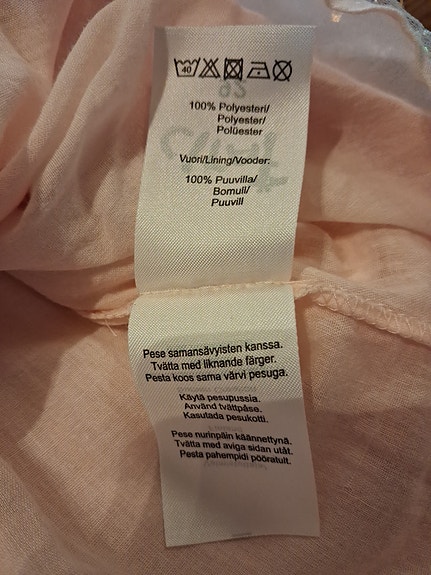 40
92
100% Polyesteri/
Polyester/
Polüester
Vuori/Lining/Vooder:
100% Puuvilla/
Bomull/
Puuvill
Pese samansävyisten kanssa.
Tvätta med liknande färger.
Pesta koos sama värvi pesuga.
Käytä pesupussia.
Använd tvättpåse.
Kasutada pesukotti.
Pese nurinpäin käännettynä.
Tvätta med aviga sidan utåt.
Pesta pahempidi pööratult.